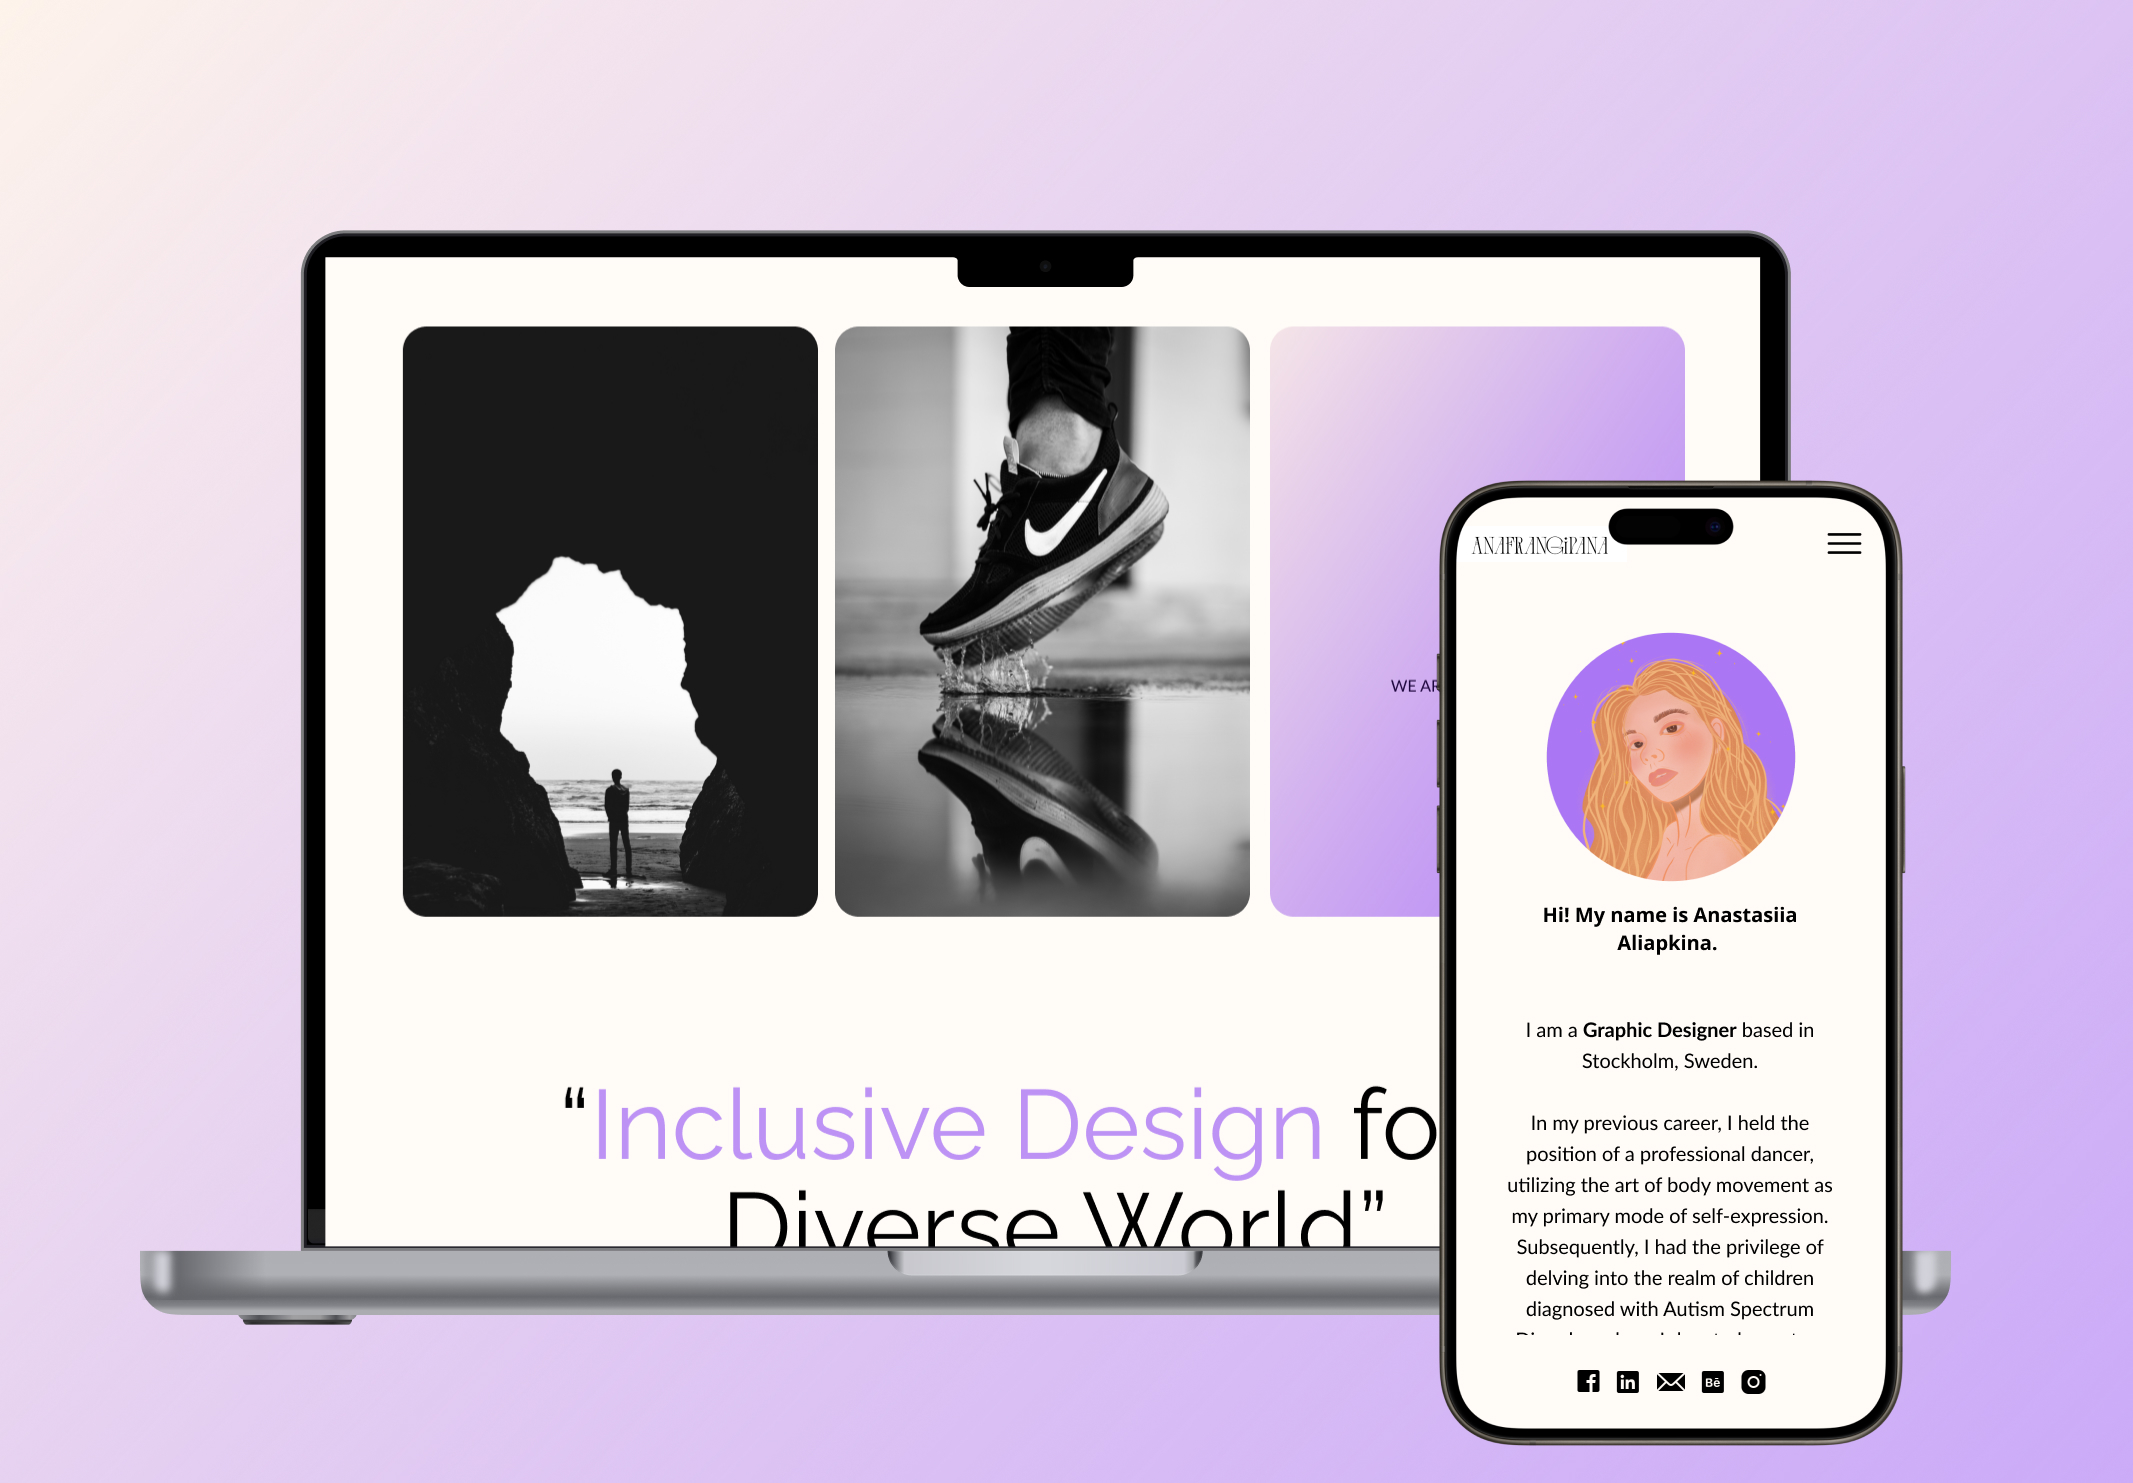 WE AR
“Inclusive Design fo
Diverse World”
ANAFRANGiPANA
Hi! My name is Anastasiia
Aliapkina.
I am a Graphic Designer based in
Stockholm, Sweden.
In my previous career, I held the
position of a professional dancer,
utilizing the art of body movement as
my primary mode of self-expression.
Subsequently, I had the privilege of
delving into the realm of children
diagnosed with Autism Spectrum
in
Bē